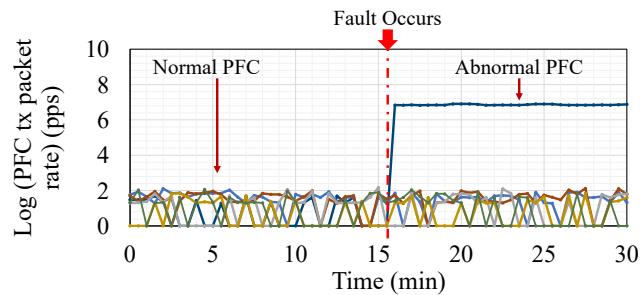 Fault Occurs
10
Normal PFC
Abnormal PFC
8
6
4
2
0
Log (PFC tx packet
rate) (pps)
0
5
10
15
20
25
30
Time (min)